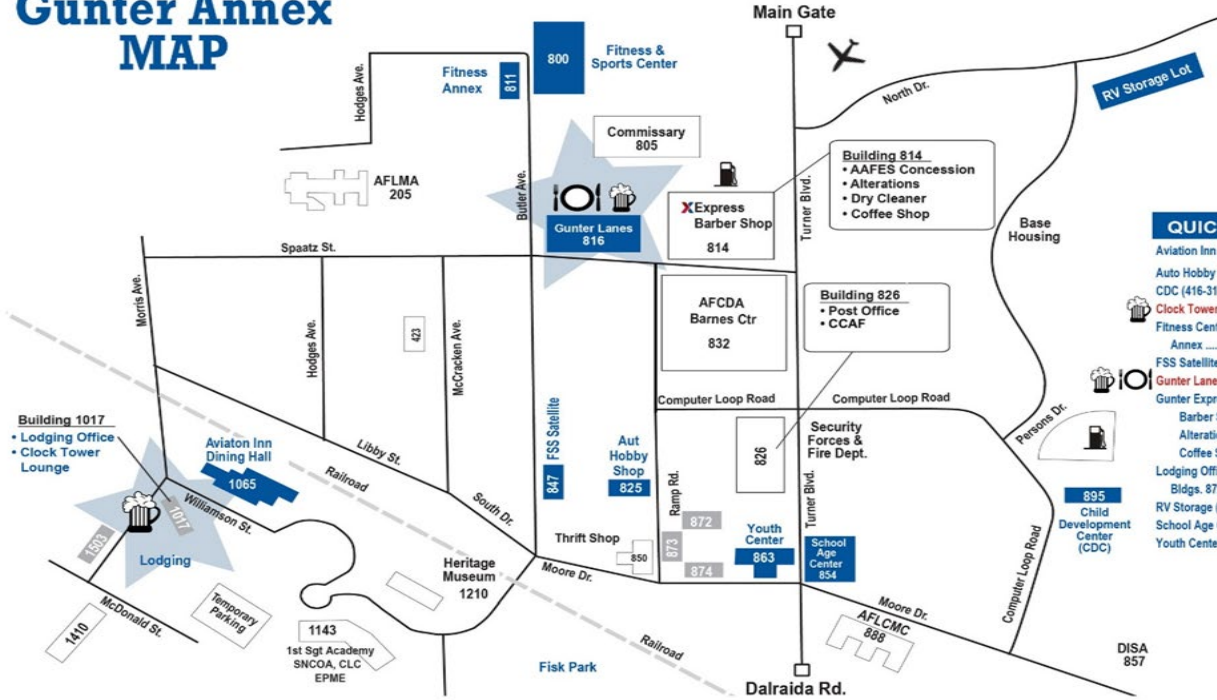 Gunter Annex
MAP
Main Gate
Fitness
Annex
811
800
Fitness &
Sports Center
North Dr.
RV Storage Lot
Hodges Ave.
Commissary
805
Building 814
• AAFES Concession
• Alterations
• Dry Cleaner
• Coffee Shop
AFLMA
205
Butler Ave.
XExpress
Barber Shop
814
Turner Blvd.
Gunter Lanes
816
Base
Housing
Spaatz St.
Morris Ave.
Hodges Ave.
423
McCracken Ave.
AFCDA
Barnes Ctr
832
Building 826
• Post Office
• CCAF
QUIC
Aviation Inn
Auto Hobby
CDC (416-31
Clock Tower
Fitness Cent
Annex ....
FSS Satellite
Gunter Lane
Gunter Expr
Barber
Alteratio
Coffee S
Lodging Offi
Bldgs. 87
RV Storage (
School Age
Youth Cente
Computer Loop Road
Computer Loop Road
Persons Dr.
Building 1017
• Lodging Office
• Clock Tower
Lounge
Aviaton Inn
Dining Hall
1065
Libby St.
Railroad
South Dr.
847
FSS Satellite
Aut
Hobby
Shop
825
Ramp Rd.
826
Security
Forces &
Fire Dept.
Turner Blvd.
895
Child
Development
Center
(CDC)
1017
Williamson St.
1503
Lodging
Thrift Shop
850
872
873
874
Youth
Center
863
School
Age
Center
854
Computer Loop Road
Heritage
Museum
1210
Moore Dr.
Moore Dr.
McDonald St.
1410
Temporary
Parking
1143
1st Sgt Academy
SNCOA, CLC
EPME
Railroad
AFLCMC
888
DISA
857
Fisk Park
Dalraida Rd.